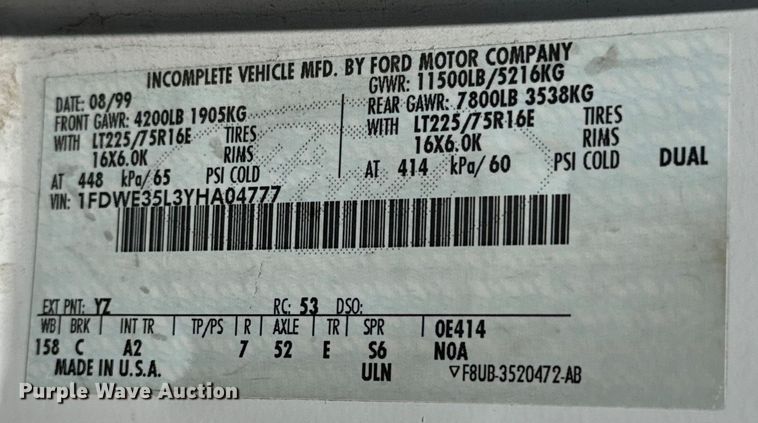 INCOMPLETE VEHICLE MFD. BY FORD MOTOR COMPANY
DATE: 08/99 GVWR: 11500LB/5216KG
FRONT GAWR: 4200LB 1905KG REAR GAWR: 7800LB 3538KG
WITH LT225/75R16E TIRES WITH LT225/75R16E TIRES
16X6.0K RIMS 16X6.0K RIMS
AT 448 kPa/65 PSI COLD AT 414 kPa/60 PSI COLD DUAL
VIN: 1FDWE35L3YHA04777
EXT PNT: YZ RC: 53 DSO:
WB BRK INT TR TP/PS R AXLE TR SPR 0E414
158 C A2 7 52 E S6 NOA
MADE IN U.S.A. ULN ▽F8UB-3520472-AB
Purple Wave Auction